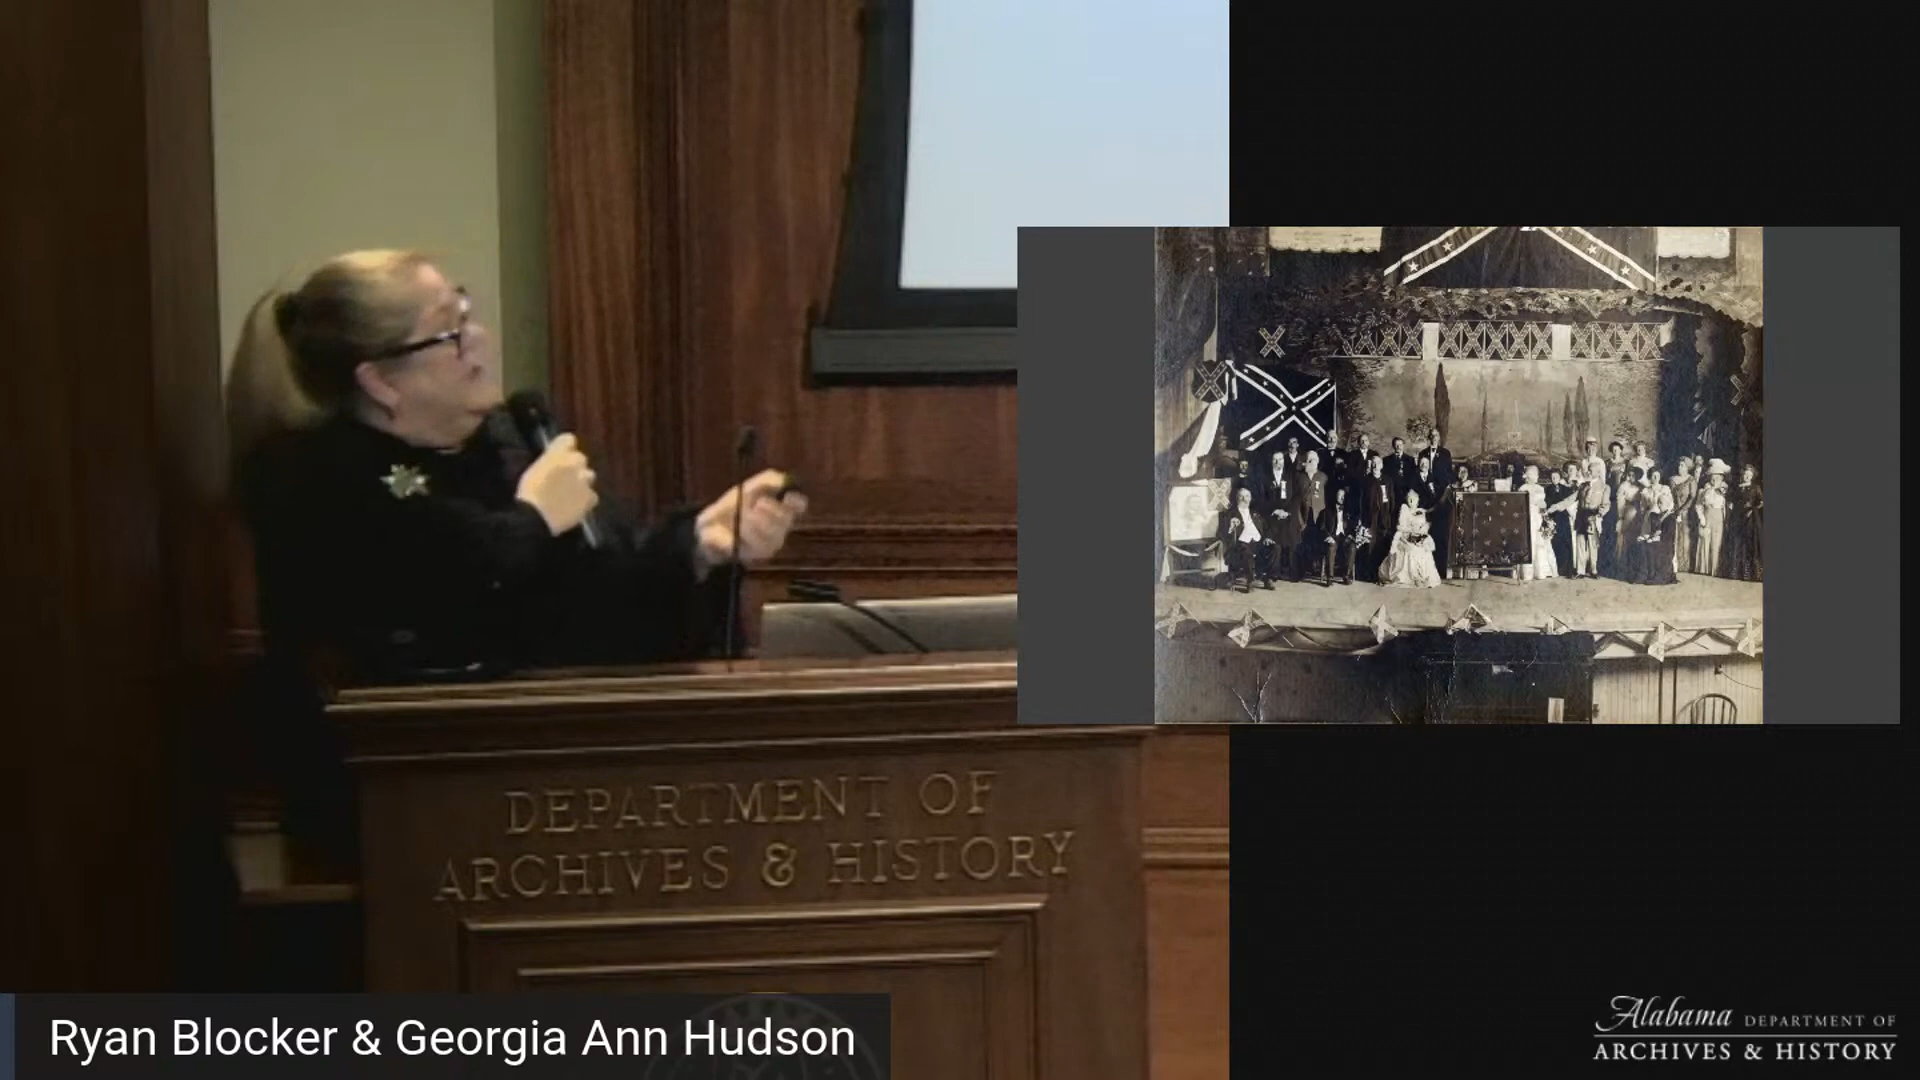 DEPARTMENT OF
ARCHIVES & HISTORY
Ryan Blocker & Georgia Ann Hudson
Alabama DEPARTMENT OF
ARCHIVES & HISTORY